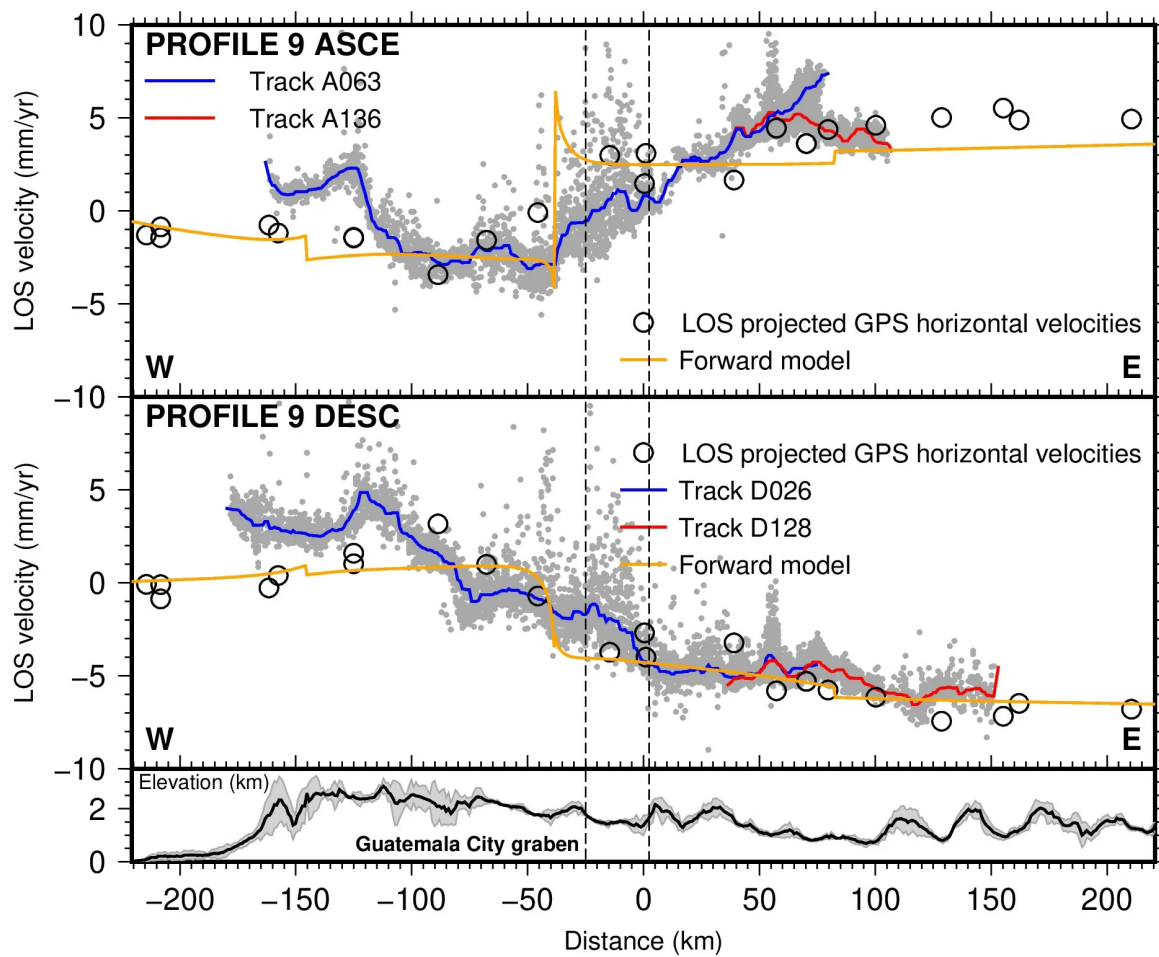 PROFILE 9 ASCE
Track A063
Track A136
LOS projected GPS horizontal velocities
Forward model
W
E
LOS velocity (mm/yr)
10
5
0
−5
−10
PROFILE 9 DESC
LOS projected GPS horizontal velocities
Track D026
Track D128
Forward model
W
E
LOS velocity (mm/yr)
5
0
−5
−10
Elevation (km)
Guatemala City graben
2
0
−200 −150 −100 −50 0 50 100 150 200
Distance (km)